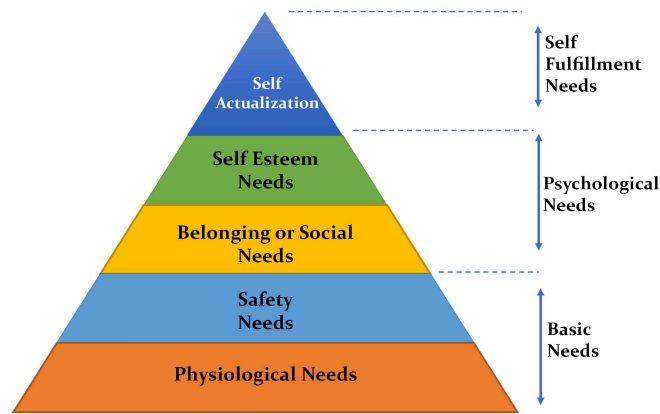 Self
Actualization
Self Esteem
Needs
Belonging or Social
Needs
Safety
Needs
Physiological Needs
Self
Fulfillment
Needs
Psychological
Needs
Basic
Needs